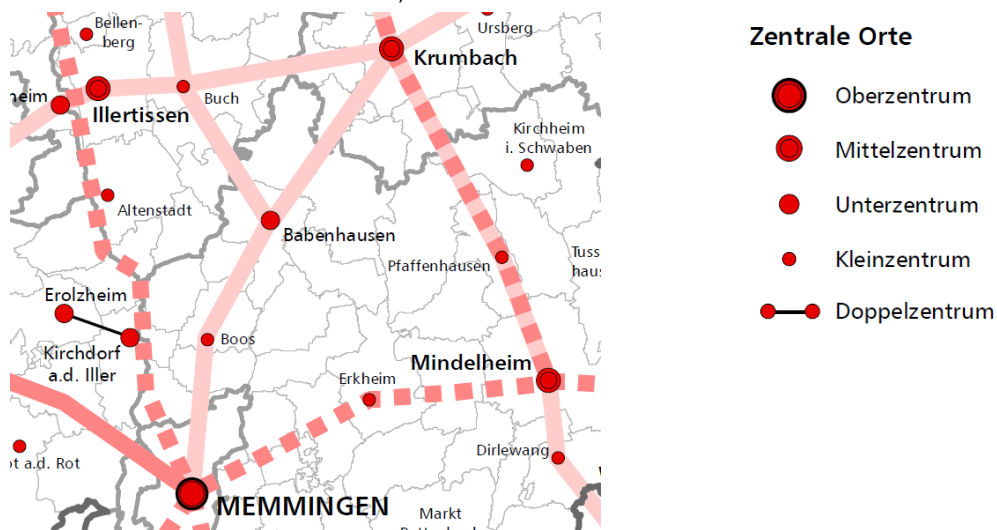 Bellen-
berg
Ursberg
Krumbach
heim
Buch
Illertissen
Kirchheim
i. Schwaben
Altenstadt
Babenhausen
Tuss
haus
Pfaffenhausen
Erolzheim
Kirchdorf
a.d. Iller
Boos
Mindelheim
Erkheim
Dirlewang
ot a.d. Rot
MEMMINGEN
Markt
Zentrale Orte
Oberzentrum
Mittelzentrum
Unterzentrum
Kleinzentrum
Doppelzentrum